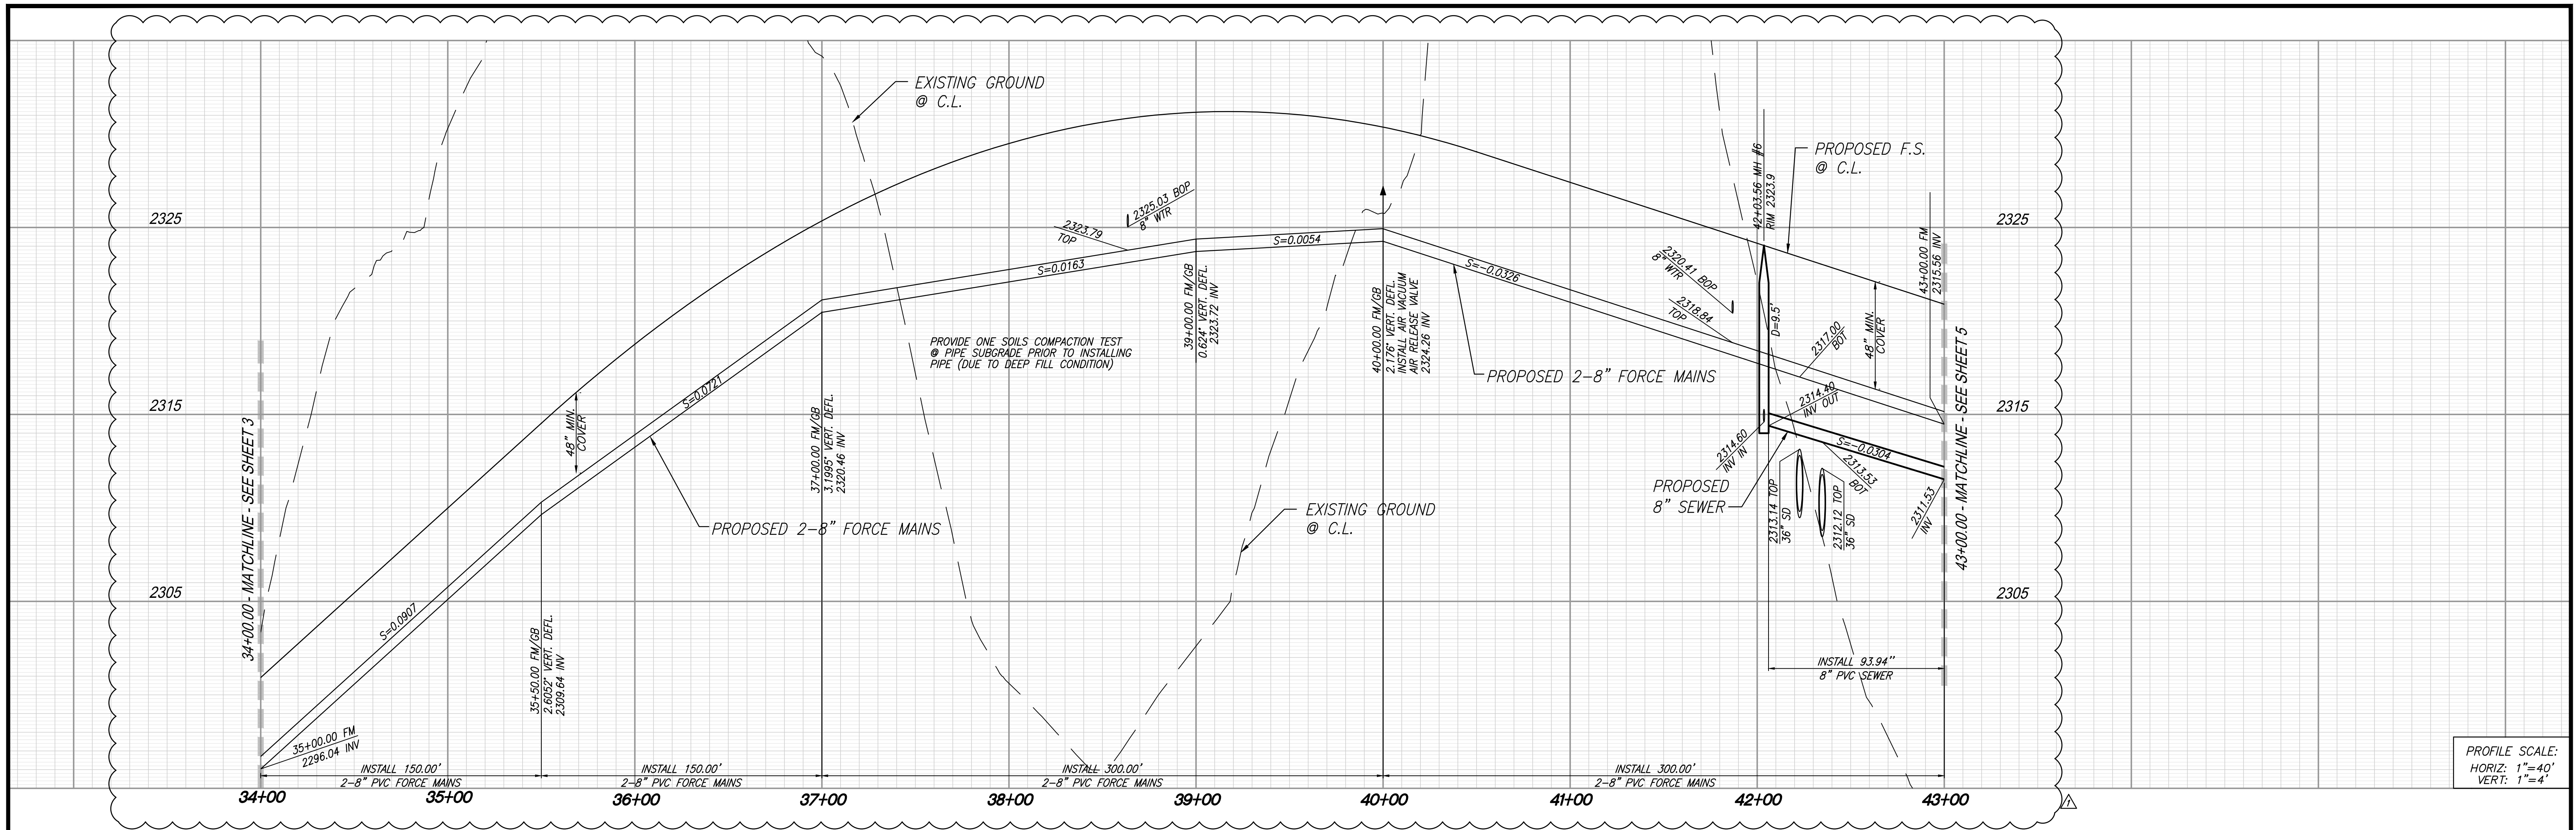 EXISTING GROUND
@ C.L.
PROPOSED F.S.
@ C.L.
2325
2325
2315
2315
2305
2305
34+00.00 - MATCHLINE - SEE SHEET 3
S=0.0907
35+00.00 FM
2296.04 INV
48" MIN.
COVER
35+50.00 FM/GB
2.6052° VERT. DEFL.
2309.64 INV
S=0.0721
PROPOSED 2-8" FORCE MAINS
37+00.00 FM/GB
3.1995° VERT. DEFL.
2320.46 INV
PROVIDE ONE SOILS COMPACTION TEST
@ PIPE SUBGRADE PRIOR TO INSTALLING
PIPE (DUE TO DEEP FILL CONDITION)
2323.79
TOP
2325.03 BOP
8" WTR
S=0.0163
39+00.00 FM/GB
0.624° VERT. DEFL.
2323.72 INV
S=0.0054
EXISTING GROUND
@ C.L.
40+00.00 FM/GB
2.176° VERT. DEFL.
INSTALL AIR VACUUM
AIR RELEASE VALVE
2324.26 INV
S=-0.0326
PROPOSED 2-8" FORCE MAINS
2320.41 BOP
8" WTR
2318.84
TOP
42+03.56 MH #6
RIM 2323.9
D=9.5'
2317.00
BOT
48" MIN.
COVER
43+00.00 FM
2315.56 INV
2314.40
INV OUT
2314.60
INV IN
S=-0.0304
2313.53
BOT
PROPOSED
8" SEWER
2313.14 TOP
36" SD
2312.12 TOP
36" SD
2311.53
INV
43+00.00 - MATCHLINE - SEE SHEET 5
INSTALL 93.94"
8" PVC SEWER
INSTALL 150.00'
2-8" PVC FORCE MAINS
INSTALL 150.00'
2-8" PVC FORCE MAINS
INSTALL 300.00'
2-8" PVC FORCE MAINS
INSTALL 300.00'
2-8" PVC FORCE MAINS
34+00
35+00
36+00
37+00
38+00
39+00
40+00
41+00
42+00
43+00
1
PROFILE SCALE:
HORIZ: 1"=40'
VERT: 1"=4'